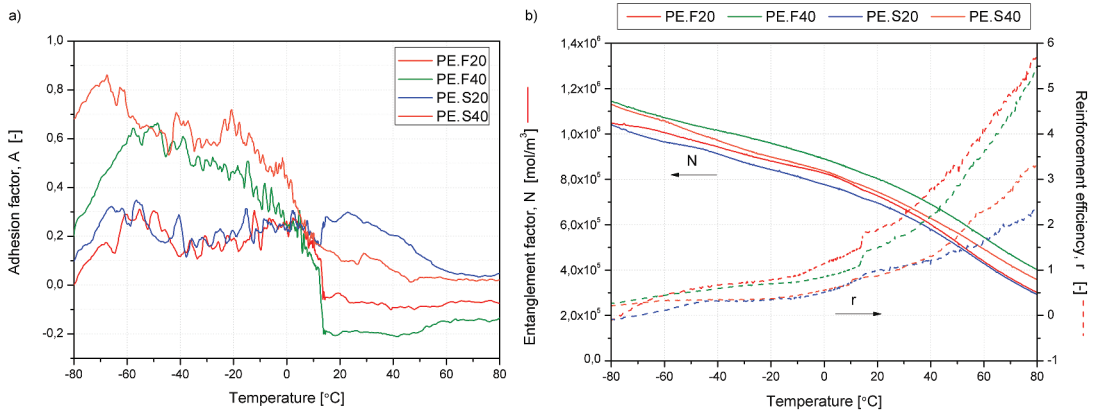 a)
1,0
0,8
0,6
0,4
0,2
0,0
-0,2
Adhesion factor, A [-]
PE.F20
PE.F40
PE.S20
PE.S40
-80 -60 -40 -20 0 20 40 60 80
Temperature [°C]
b)
PE.F20 PE.F40 PE.S20 PE.S40
1,4x10⁶
1,2x10⁶
1,0x10⁶
8,0x10⁵
6,0x10⁵
4,0x10⁵
2,0x10⁵
0,0
Entanglement factor, N [mol/m³]
N
r
6
5
4
3
2
1
0
-1
Reinforcement efficiency, r [-]
-80 -60 -40 -20 0 20 40 60 80
Temperature [°C]